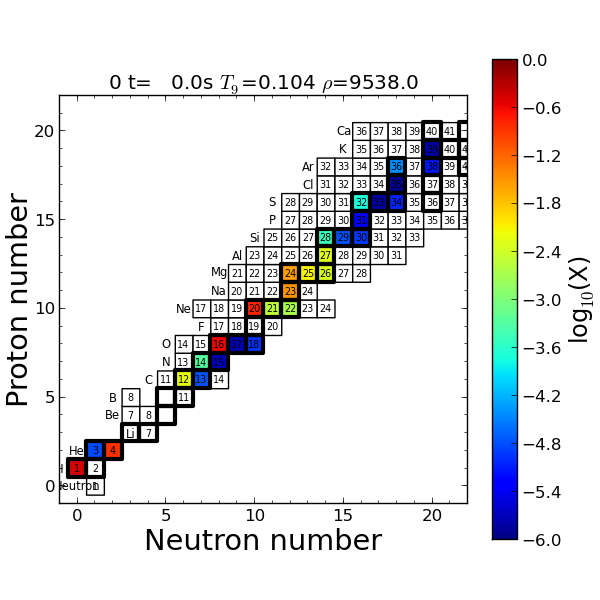 0 t= 0.0s T₉=0.104 ρ=9538.0
Proton number
20
15
10
5
0
Ca 36 37 38 39 40 41
K 35 36 37 38 39 40
Ar 32 33 34 35 36 37 38 39
Cl 31 32 33 34 35 36 37 38
S 28 29 30 31 32 33 34 35 36 37
P 27 28 29 30 31 32 33 34 35 36
Si 25 26 27 28 29 30 31 32 33
Al 23 24 25 26 27 28 29 30 31
Mg 21 22 23 24 25 26 27 28
Na 20 21 22 23 24
Ne 17 18 19 20 21 22 23 24
F 17 18 19 20
O 14 15 16 17 18
N 13 14 15
C 11 12 13 14
B 8 11
Be 7 8
Li 7
He 3 4
H 1 2
Neutron 1
0 5 10 15 20
Neutron number
0.0
−0.6
−1.2
−1.8
−2.4
−3.0
−3.6
−4.2
−4.8
−5.4
−6.0
log₁₀(X)